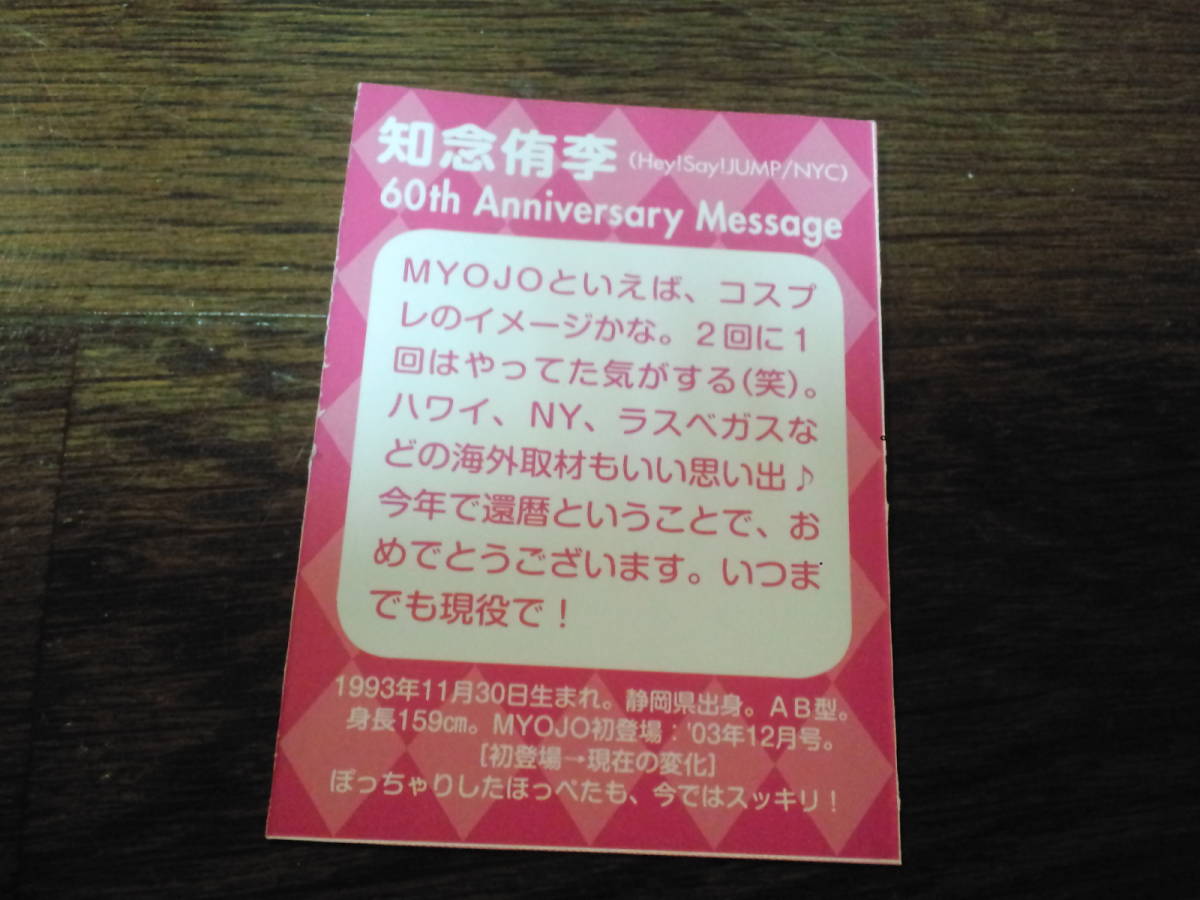 知念侑李 (Hey!Say!JUMP/NYC)
60th Anniversary Message
MYOJOといえば、コスプ
レのイメージかな。2回に1
回はやってた気がする(笑)。
ハワイ、NY、ラスベガスな
どの海外取材もいい思い出♪
今年で還暦ということで、お
めでとうございます。いつま
でも現役で!
1993年11月30日生まれ。静岡県出身。AB型。
身長159㎝。MYOJO初登場:'03年12月号。
[初登場→現在の変化]
ぽっちゃりしたほっぺたも、今ではスッキリ!